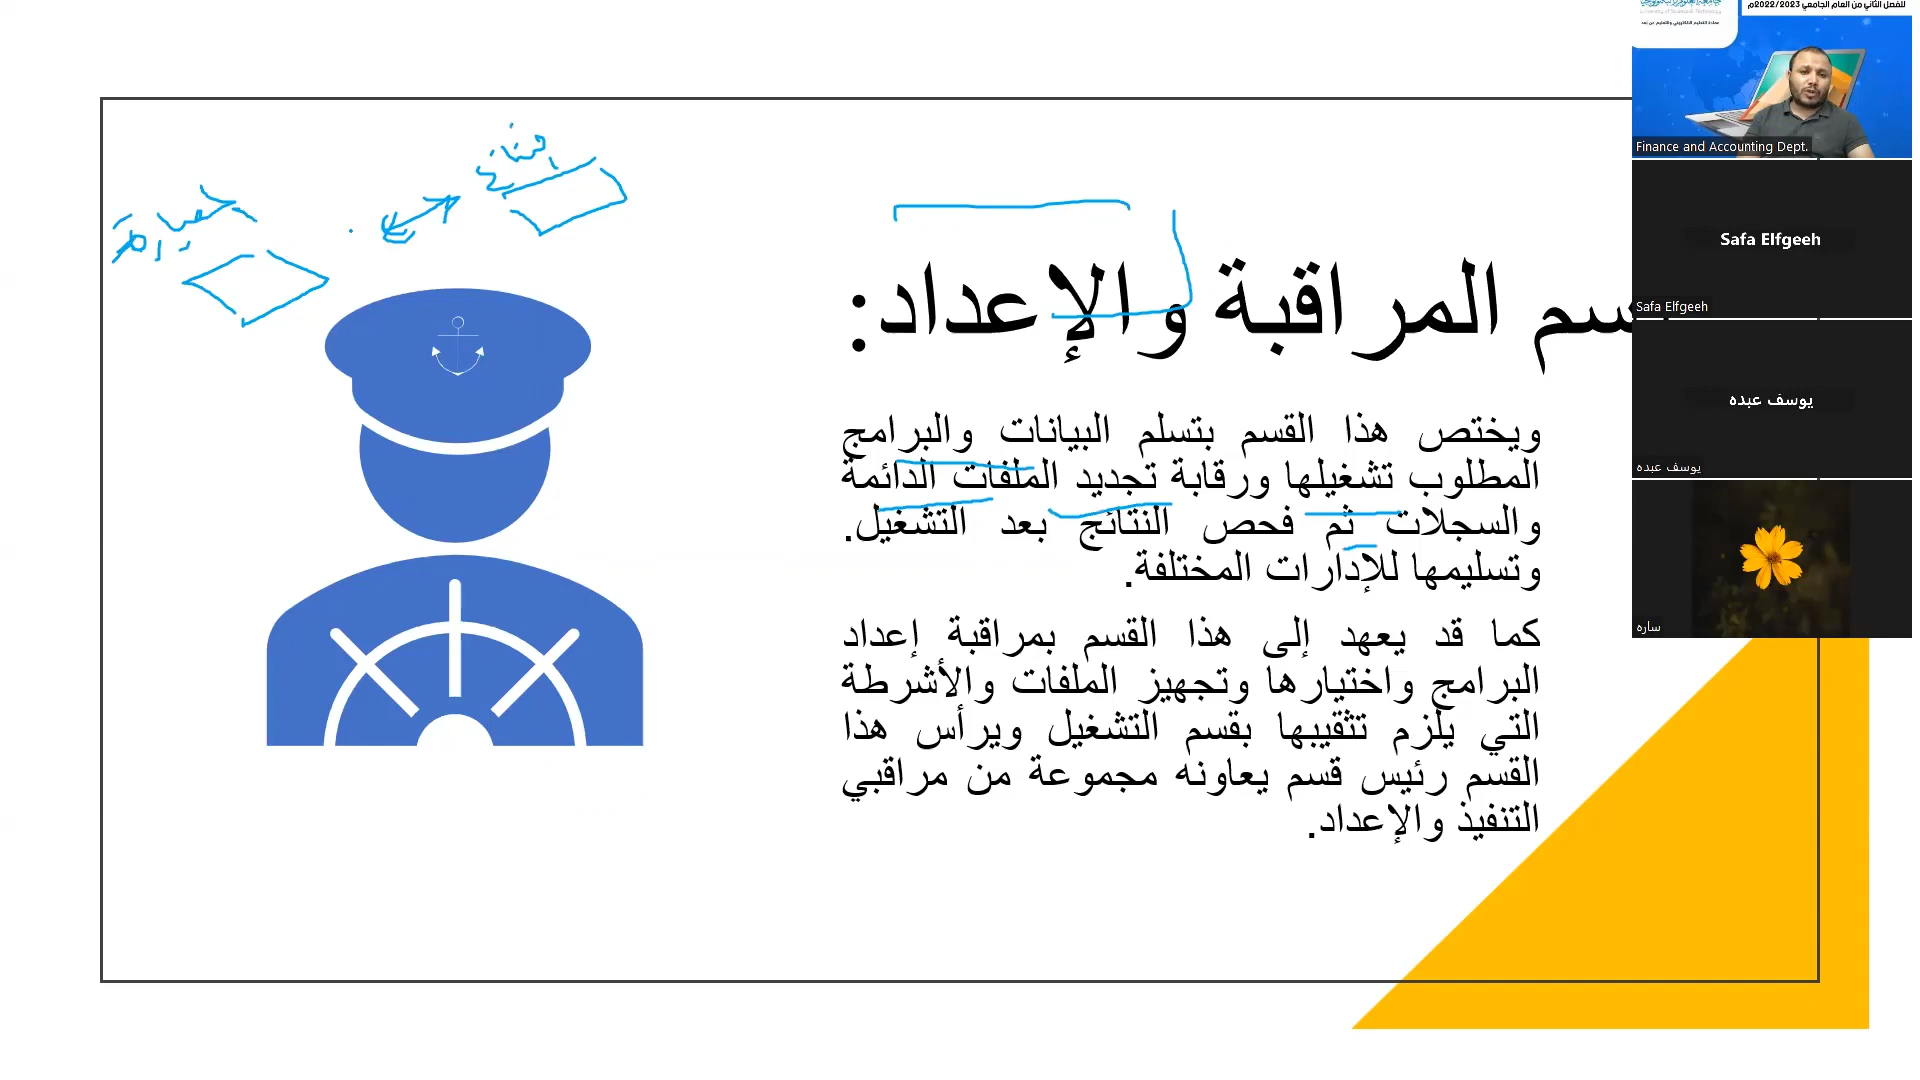 للفصل الثاني من العام الجامعي 2022/2023م
Finance and Accounting Dept.
Safa Elfgeeh
Safa Elfgeeh
يوسف عبده
يوسف عبده
ساره
سم المراقبة والإعداد:
ويختص هذا القسم بتسلم البيانات والبرامج
المطلوب تشغيلها ورقابة تجديد الملفات الدائمة
والسجلات ثم فحص النتائج بعد التشغيل.
وتسليمها للإدارات المختلفة.
كما قد يعهد إلى هذا القسم بمراقبة إعداد
البرامج واختيارها وتجهيز الملفات والأشرطة
التي يلزم تثقيبها بقسم التشغيل ويرأس هذا
القسم رئيس قسم يعاونه مجموعة من مراقبي
التنفيذ والإعداد.